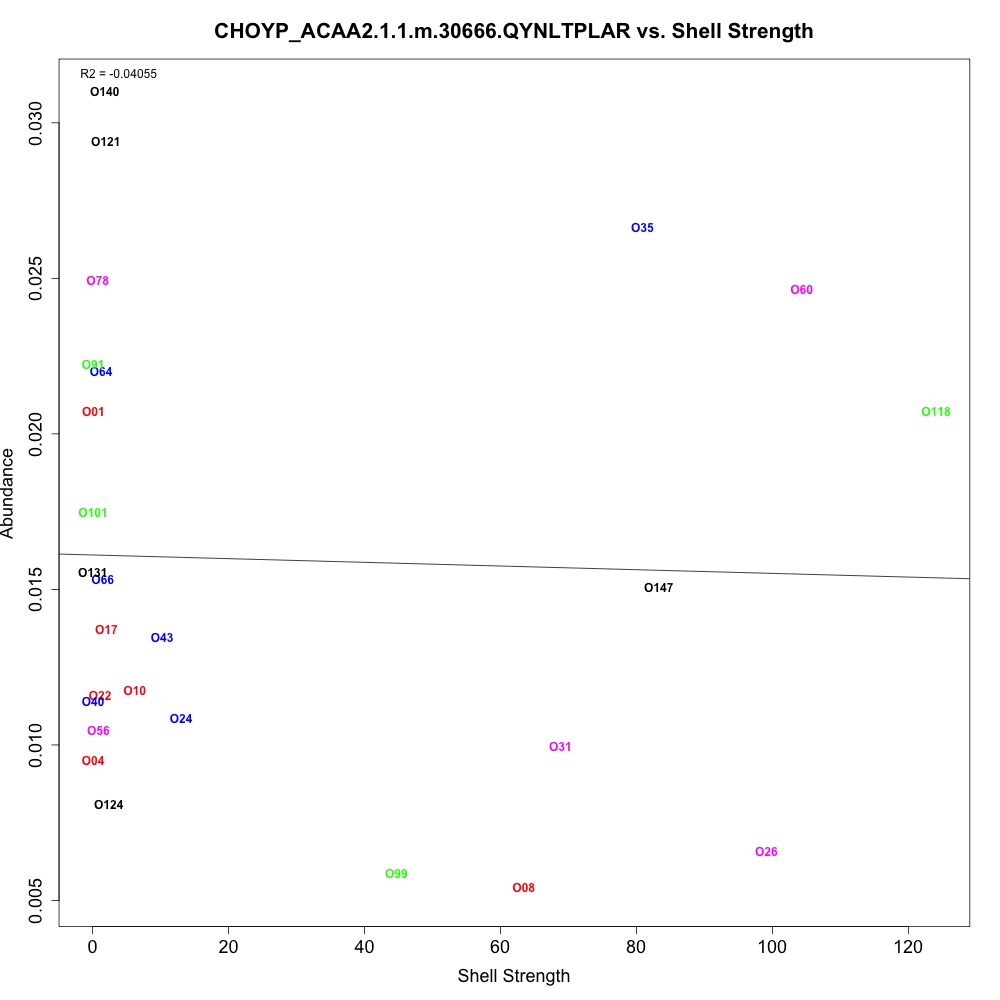 CHOYP_ACAA2.1.1.m.30666.QYNLTPLAR vs. Shell Strength
R2 = -0.04055
O140
O121
O35
O78
O60
O91
O64
O01
O118
O101
O131
O66
O147
O17
O43
O22
O10
O40
O24
O56
O31
O04
O124
O26
O99
O08
0.030
0.025
0.020
0.015
0.010
0.005
Abundance
0 20 40 60 80 100 120
Shell Strength